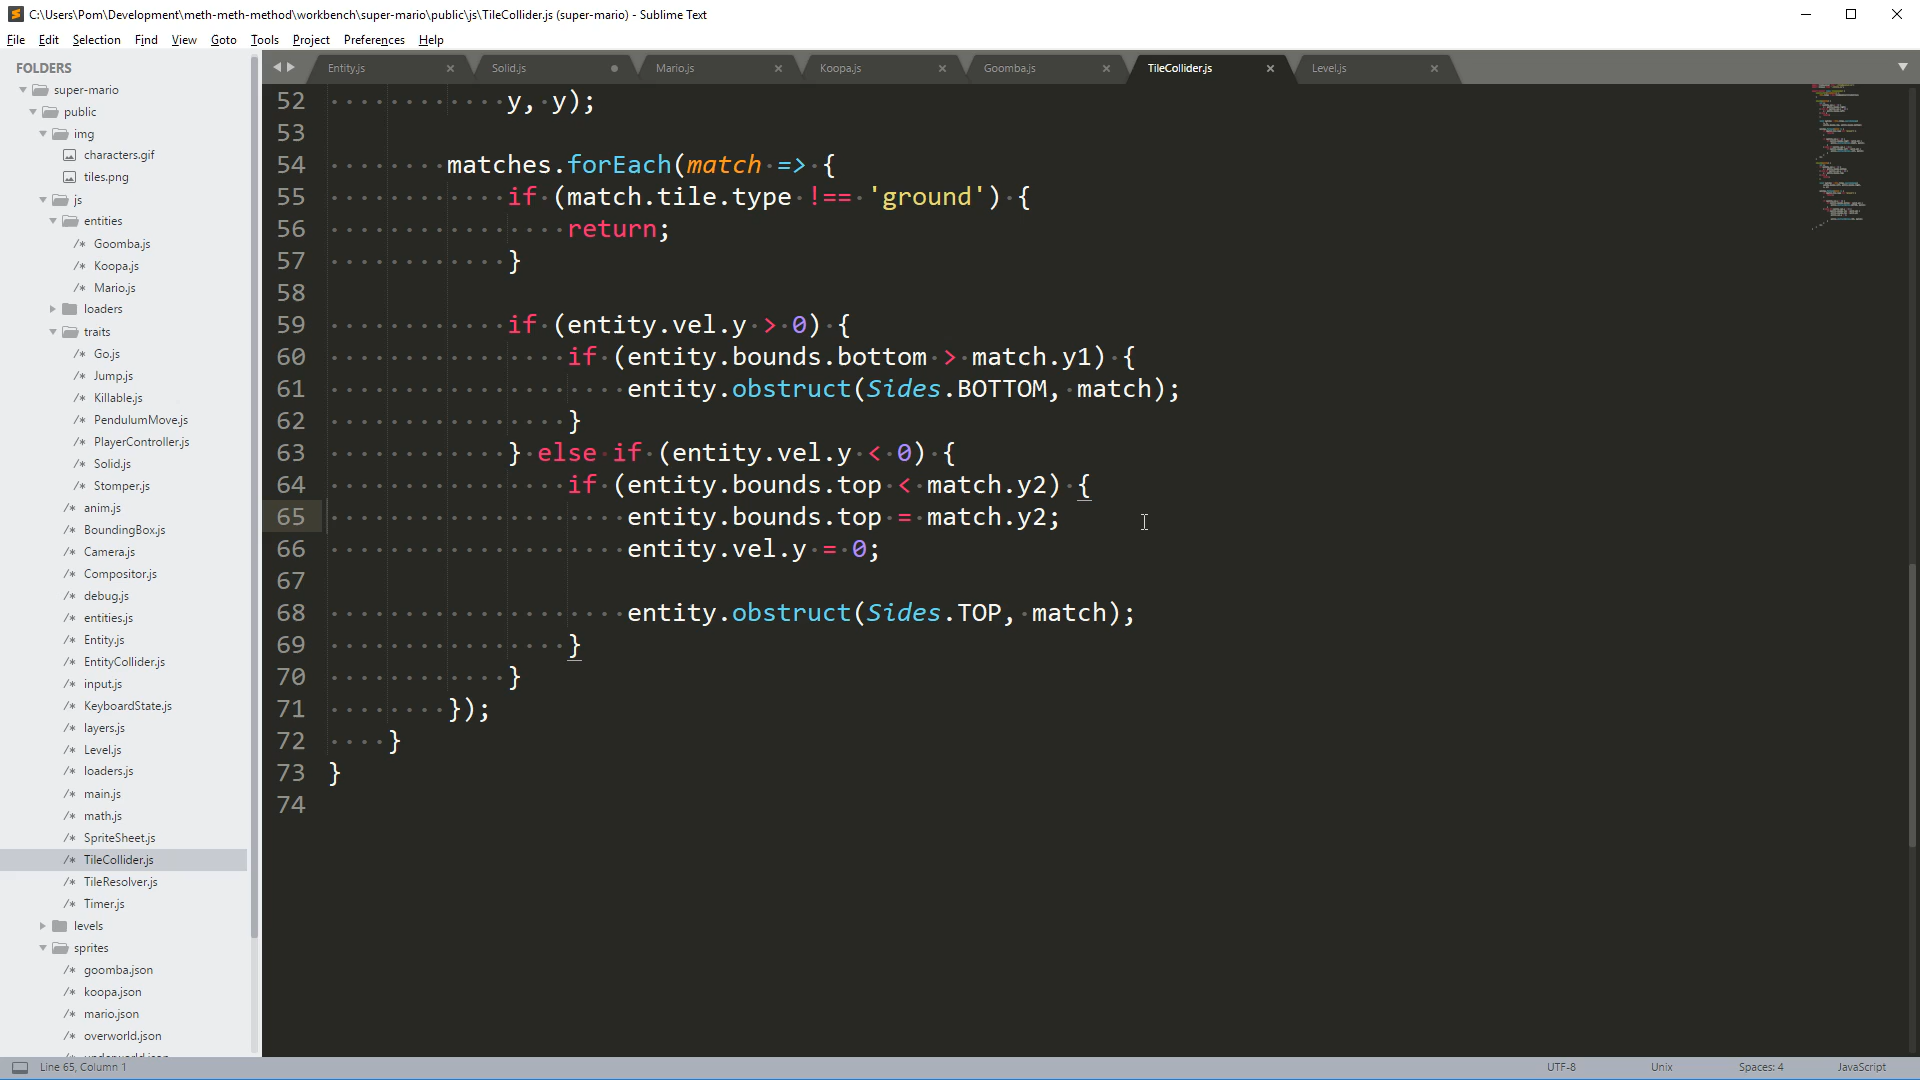 C:\Users\Pom\Development\meth-meth-method\workbench\super-mario\public\js\TileCollider.js (super-mario) - Sublime Text
File Edit Selection Find View Goto Tools Project Preferences Help
FOLDERS
super-mario
public
img
characters.gif
tiles.png
js
entities
/* Goomba.js
/* Koopa.js
/* Mario.js
loaders
traits
/* Go.js
/* Jump.js
/* Killable.js
/* PendulumMove.js
/* PlayerController.js
/* Solid.js
/* Stomper.js
/* anim.js
/* BoundingBox.js
/* Camera.js
/* Compositor.js
/* debug.js
/* entities.js
/* Entity.js
/* EntityCollider.js
/* input.js
/* KeyboardState.js
/* layers.js
/* Level.js
/* loaders.js
/* main.js
/* math.js
/* SpriteSheet.js
/* TileCollider.js
/* TileResolver.js
/* Timer.js
levels
sprites
/* goomba.json
/* koopa.json
/* mario.json
/* overworld.json
Entity.js Solid.js Mario.js Koopa.js Goomba.js TileCollider.js Level.js
52 y, y);
53
54 matches.forEach(match => {
55 if (match.tile.type !== 'ground') {
56 return;
57 }
58
59 if (entity.vel.y > 0) {
60 if (entity.bounds.bottom > match.y1) {
61 entity.obstruct(Sides.BOTTOM, match);
62 }
63 } else if (entity.vel.y < 0) {
64 if (entity.bounds.top < match.y2) {
65 entity.bounds.top = match.y2;
66 entity.vel.y = 0;
67
68 entity.obstruct(Sides.TOP, match);
69 }
70 }
71 });
72 }
73 }
74
Line 65, Column 1 UTF-8 Unix Spaces: 4 JavaScript